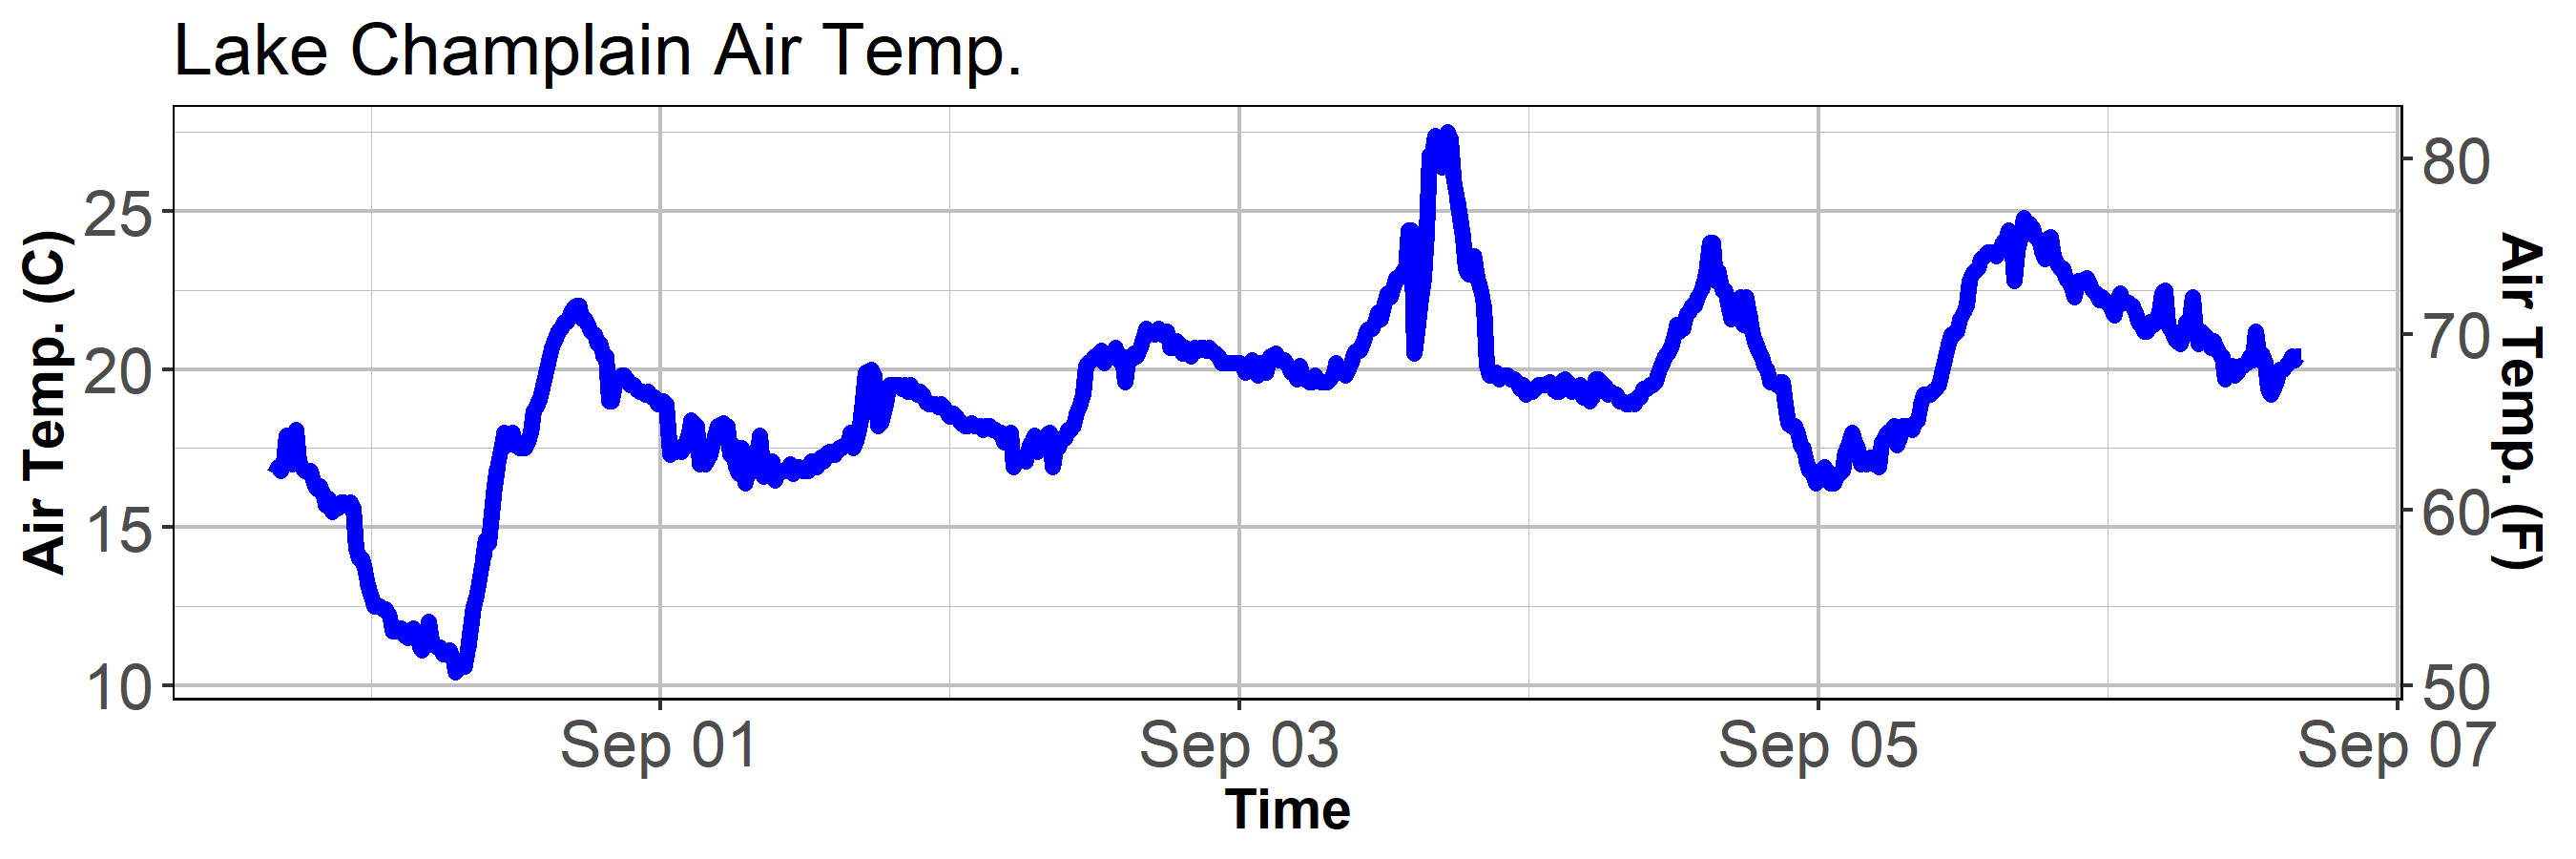 Lake Champlain Air Temp.
Air Temp. (C)
25
20
15
10
80
70
60
50
Air Temp. (F)
Sep 01 Sep 03 Sep 05 Sep 07
Time